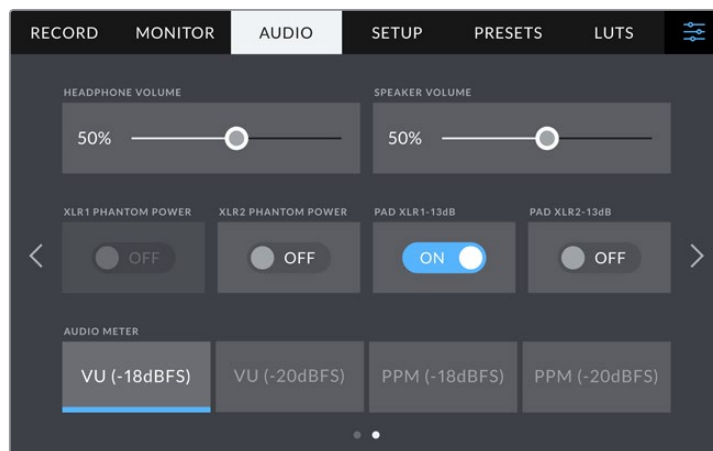 RECORD MONITOR AUDIO SETUP PRESETS LUTS
HEADPHONE VOLUME SPEAKER VOLUME
50% 50%
XLR1 PHANTOM POWER XLR2 PHANTOM POWER PAD XLR1-13dB PAD XLR2-13dB
OFF OFF ON OFF
AUDIO METER
VU (-18dBFS) VU (-20dBFS) PPM (-18dBFS) PPM (-20dBFS)